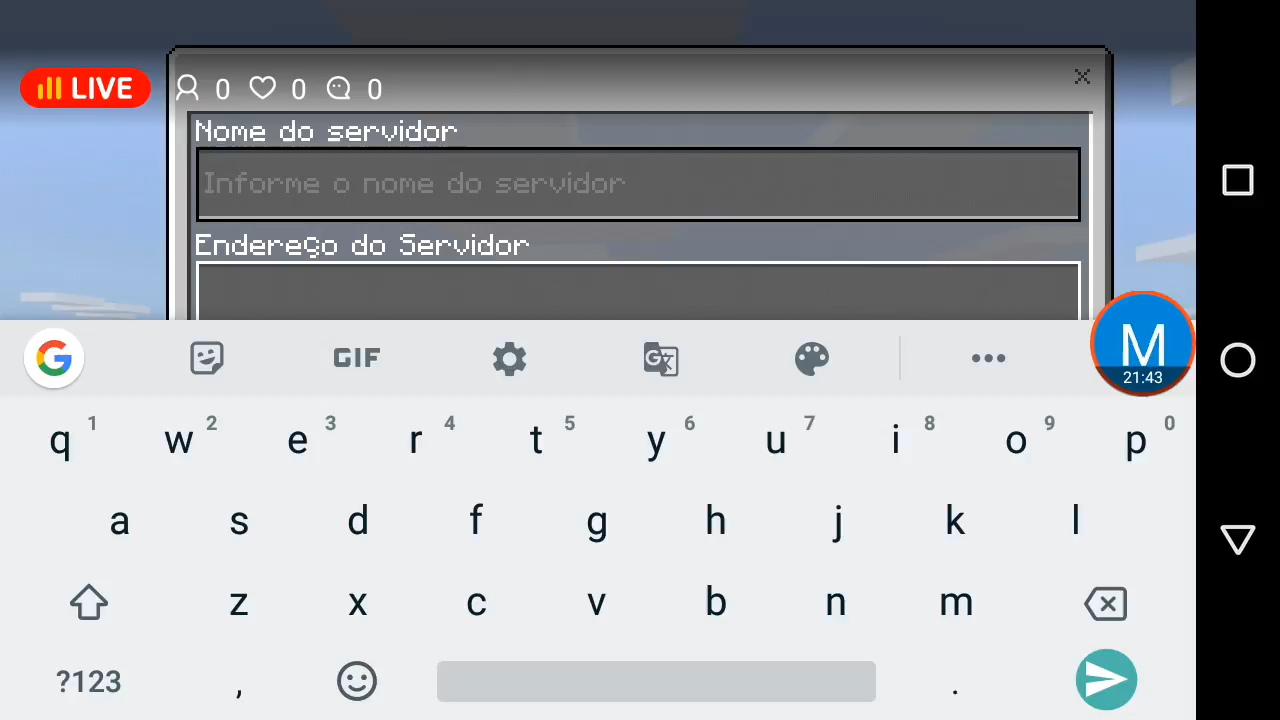 LIVE 0 0 0
Nome do servidor
Informe o nome do servidor
Endereço do Servidor
G GIF G
M
21:43
q 1 w 2 e 3 r 4 t 5 y 6 u 7 i 8 o 9 p 0
a s d f g h j k l
z x c v b n m
?123 , .